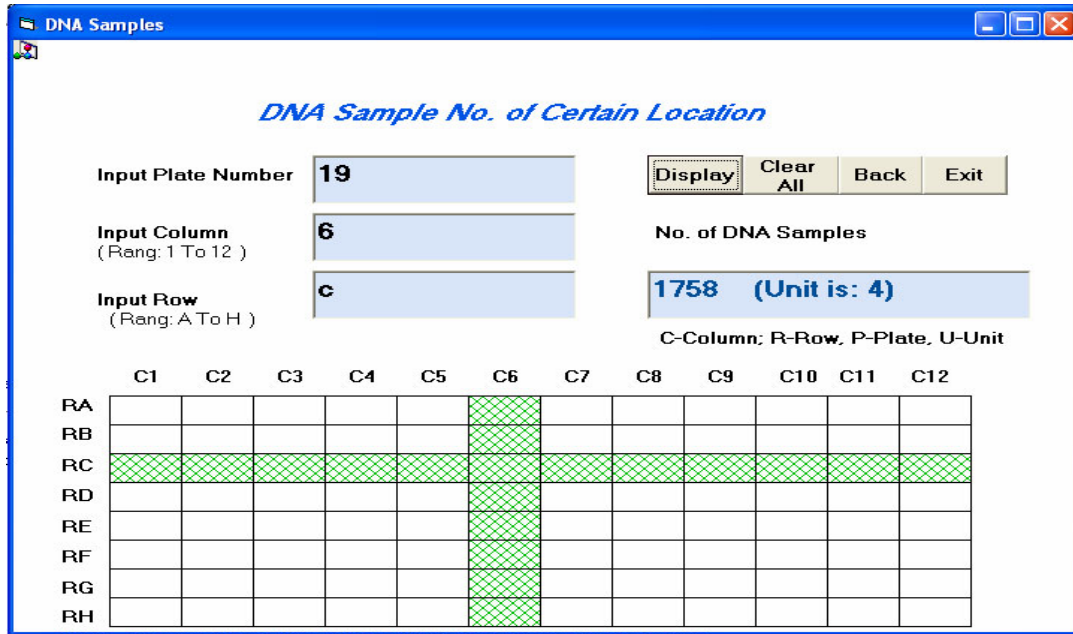 DNA Samples
DNA Sample No. of Certain Location
Input Plate Number 19 Display Clear All Back Exit
Input Column 6 No. of DNA Samples
( Rang: 1 To 12 )
Input Row c 1758 (Unit is: 4)
( Rang: A To H )
C-Column; R-Row, P-Plate, U-Unit
C1 C2 C3 C4 C5 C6 C7 C8 C9 C10 C11 C12
RA
RB
RC
RD
RE
RF
RG
RH